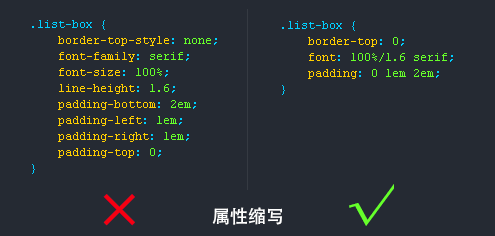 .list-box {
border-top-style: none;
font-family: serif;
font-size: 100%;
line-height: 1.6;
padding-bottom: 2em;
padding-left: 1em;
padding-right: 1em;
padding-top: 0;
}
.list-box {
border-top: 0;
font: 100%/1.6 serif;
padding: 0 1em 2em;
}
属性缩写